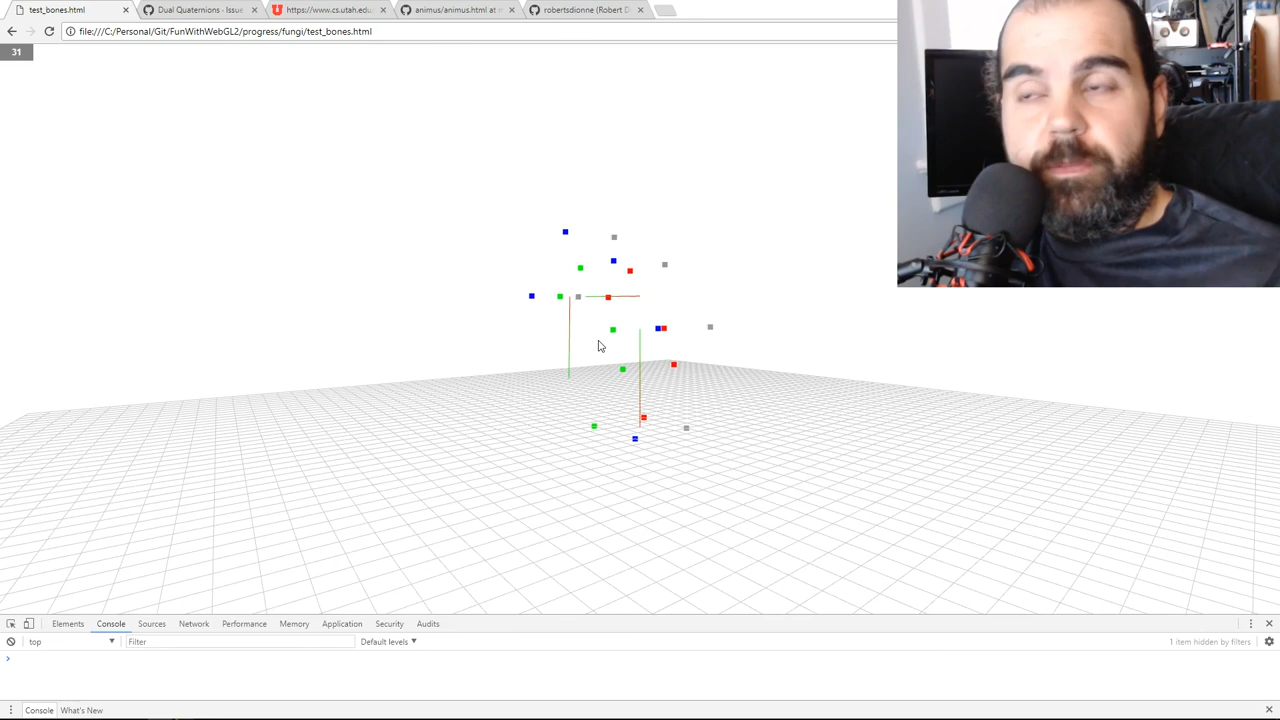 test_bones.html
Dual Quaternions - Issue
https://www.cs.utah.edu
animus/animus.html at m
robertsdionne (Robert D
file:///C:/Personal/Git/FunWithWebGL2/progress/fungi/test_bones.html
31
Elements Console Sources Network Performance Memory Application Security Audits
top Filter Default levels 1 item hidden by filters
Console What's New